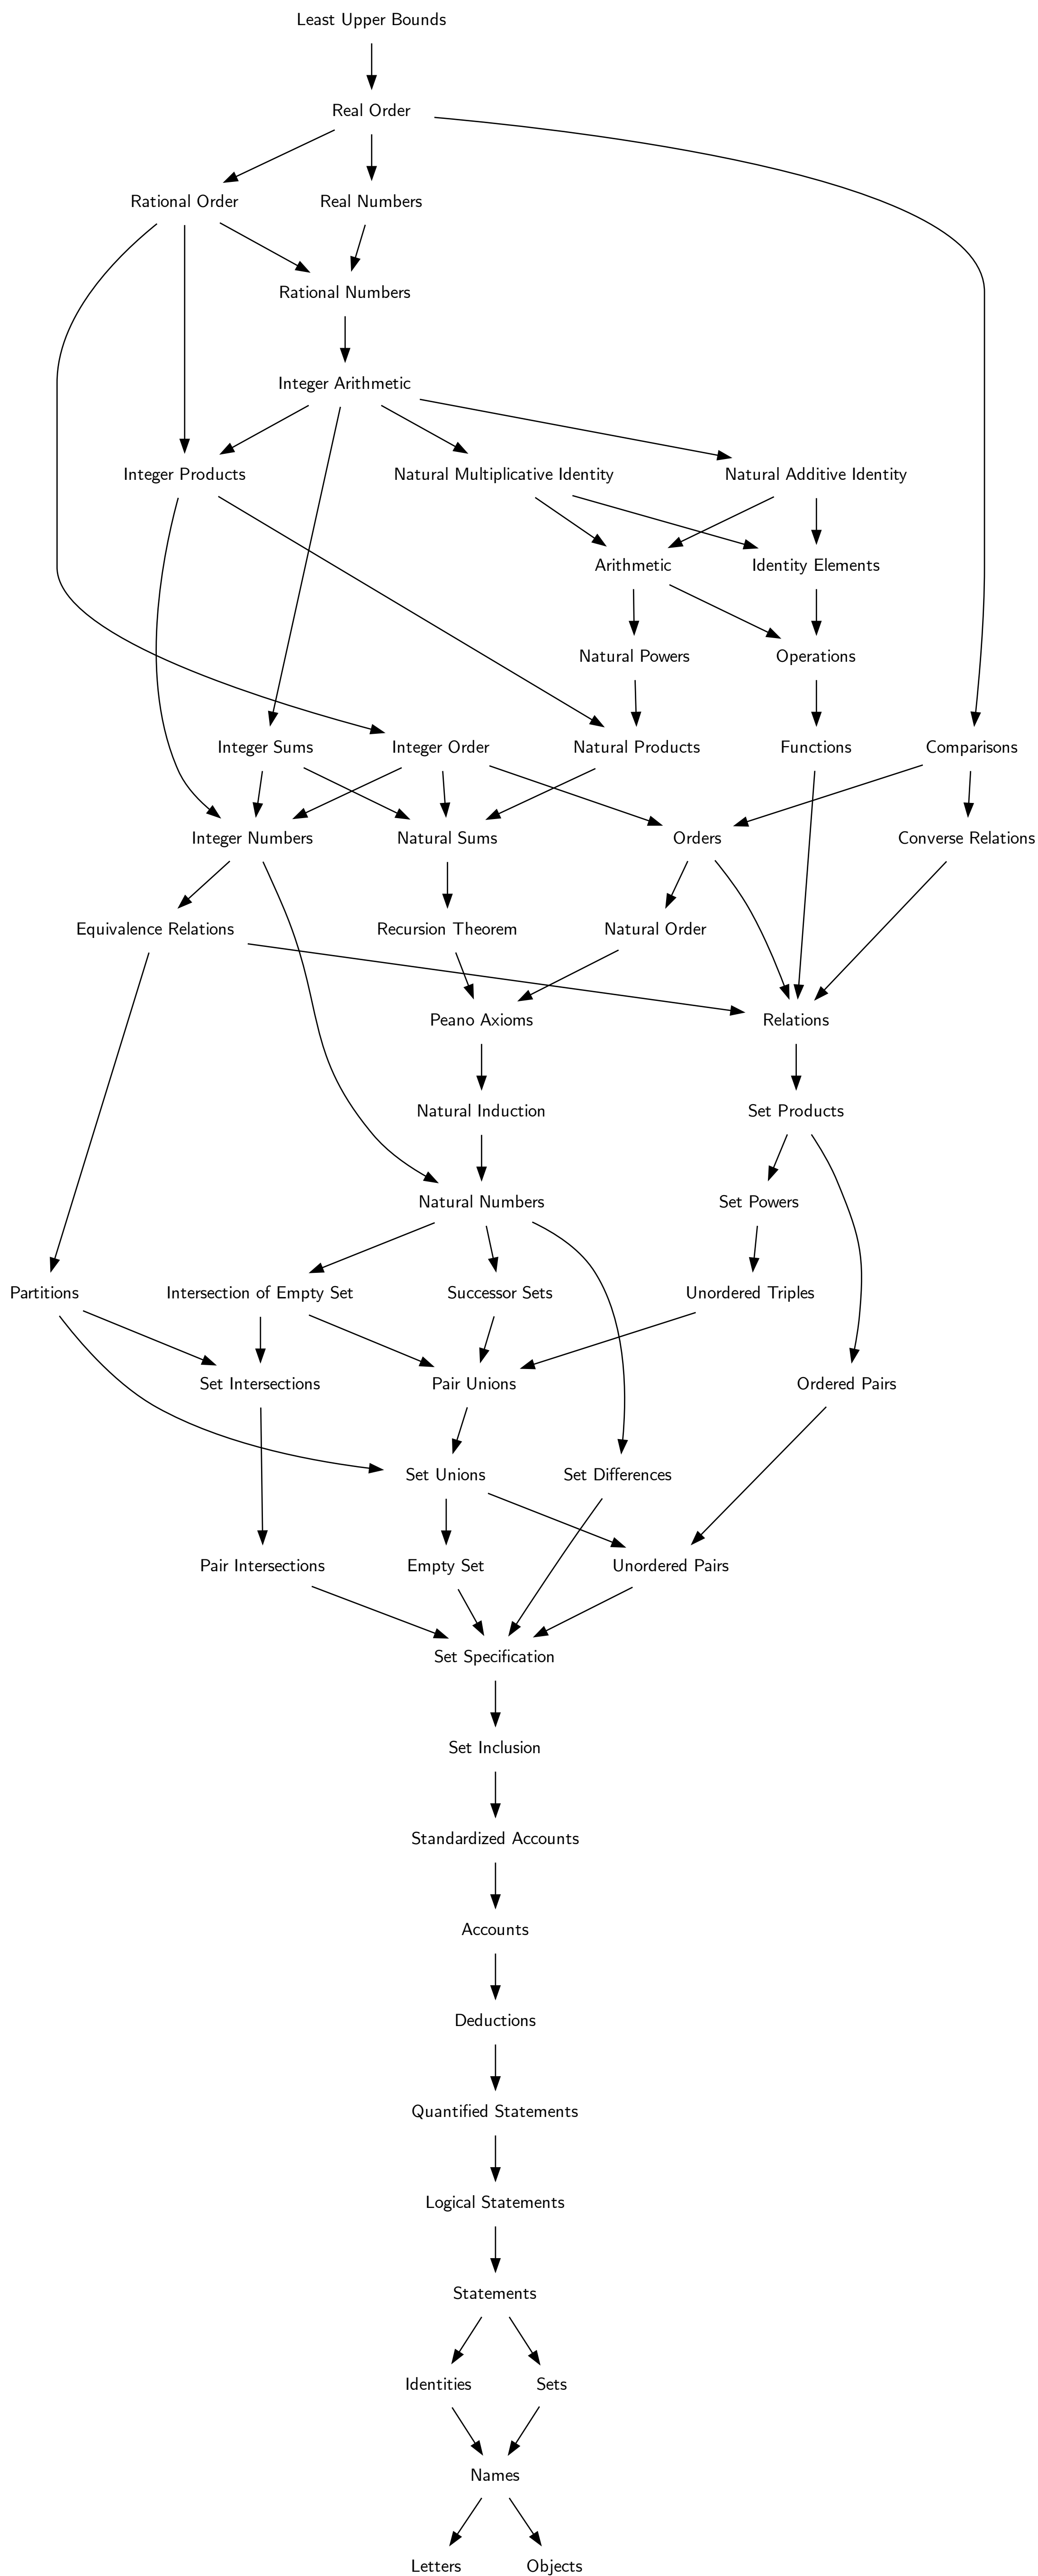 Least Upper Bounds
Real Order
Rational Order
Real Numbers
Rational Numbers
Integer Arithmetic
Integer Products
Natural Multiplicative Identity
Natural Additive Identity
Arithmetic
Identity Elements
Natural Powers
Operations
Integer Sums
Integer Order
Natural Products
Functions
Comparisons
Integer Numbers
Natural Sums
Orders
Converse Relations
Equivalence Relations
Recursion Theorem
Natural Order
Peano Axioms
Relations
Natural Induction
Set Products
Natural Numbers
Set Powers
Partitions
Intersection of Empty Set
Successor Sets
Unordered Triples
Set Intersections
Pair Unions
Ordered Pairs
Set Unions
Set Differences
Pair Intersections
Empty Set
Unordered Pairs
Set Specification
Set Inclusion
Standardized Accounts
Accounts
Deductions
Quantified Statements
Logical Statements
Statements
Identities
Sets
Names
Letters
Objects